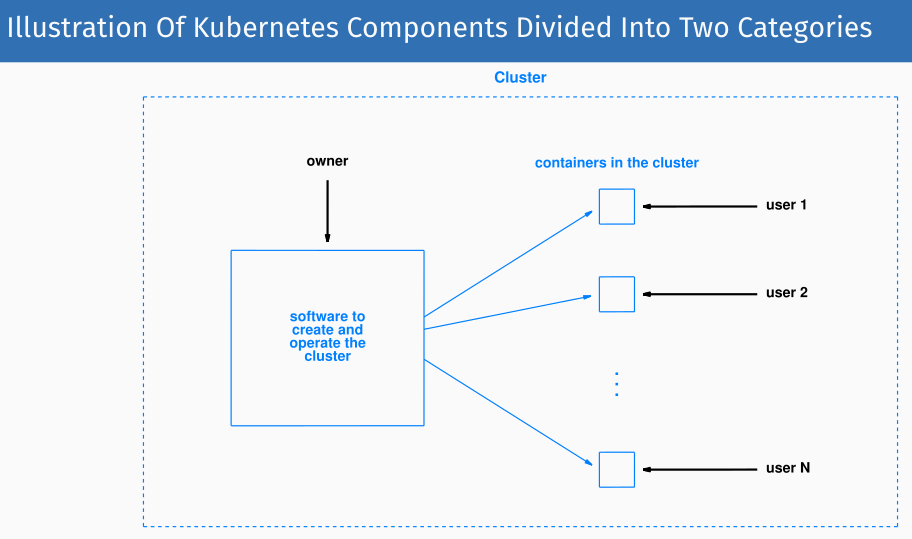 Illustration Of Kubernetes Components Divided Into Two Categories
Cluster
owner
containers in the cluster
user 1
user 2
software to
create and
operate the
cluster
user N